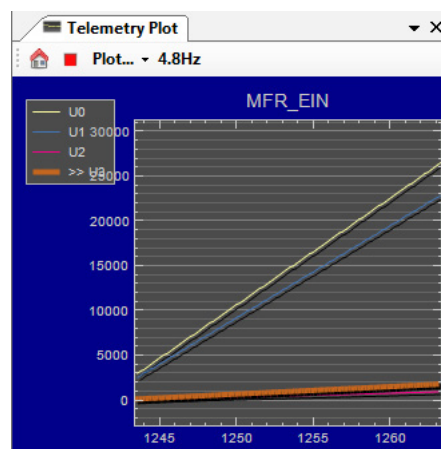 Telemetry Plot
Plot... 4.8Hz
MFR_EIN
U0
U1
U2
>> U3
30000
25000
20000
15000
10000
5000
0
1245 1250 1255 1260